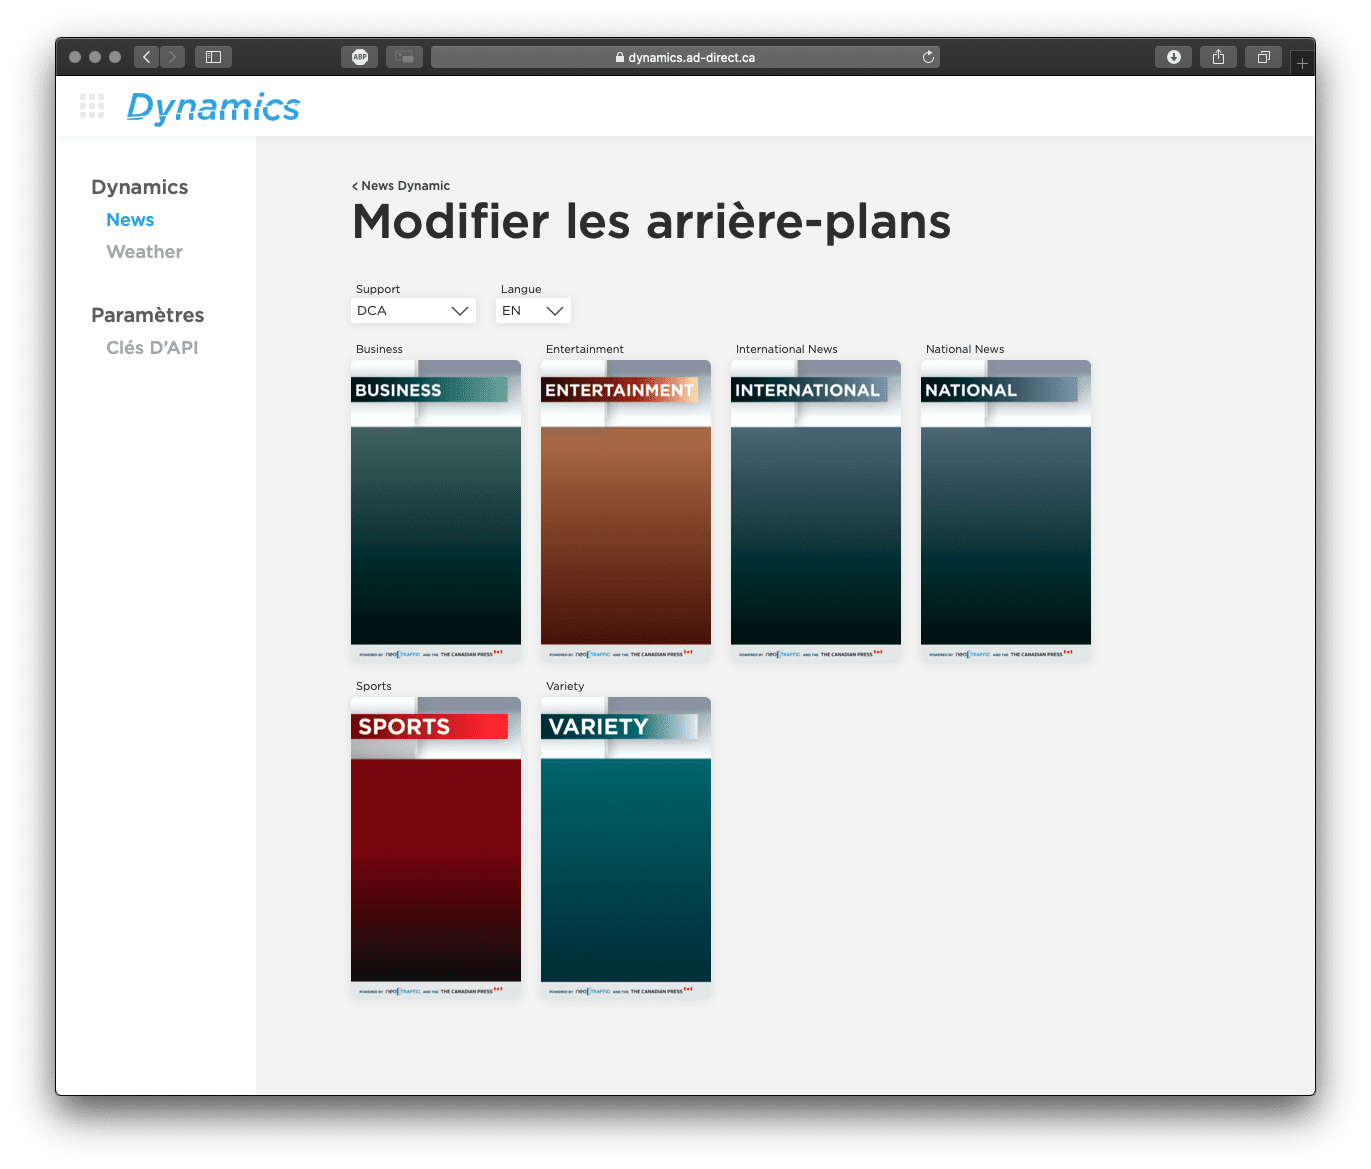 ABP
dynamics.ad-direct.ca
Dynamics
Dynamics
News
Weather
Paramètres
Clés D'API
< News Dynamic
Modifier les arrière-plans
Support
Langue
DCA
EN
Business
Entertainment
International News
National News
BUSINESS
ENTERTAINMENT
INTERNATIONAL
NATIONAL
POWERED BY neo TRAFFIC AND THE THE CANADIAN PRESS
POWERED BY neo TRAFFIC AND THE THE CANADIAN PRESS
POWERED BY neo TRAFFIC AND THE THE CANADIAN PRESS
POWERED BY neo TRAFFIC AND THE THE CANADIAN PRESS
Sports
Variety
SPORTS
VARIETY
POWERED BY neo TRAFFIC AND THE THE CANADIAN PRESS
POWERED BY neo TRAFFIC AND THE THE CANADIAN PRESS